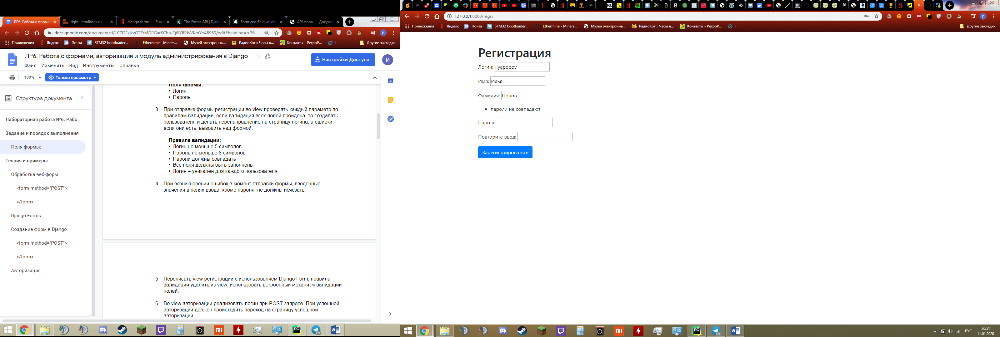 ЛР6. Работа с форма
right | htmlbook.ru
django forms — Янде
The Forms API | Djang
Form and field validat
API форм — Докумен
docs.google.com/document/d/1C7I2FxjkvGTZrMDRGarKChn-Q6iYflRfvVKmYo4B960/edit#heading=h.36...
Приложения
Яндекс
Почта
STM32 bootloader...
Ethermine - Miners...
Музей электронны...
РадиоКот :: Часы н...
Контакты - РетроР...
i
Другие закладки
ЛР6. Работа с формами, авторизация и модуль администрирования в Django
Файл Изменить Вид Инструменты Справка
Настройки Доступа
И
100%
Только просмотр
Структура документа
Лабораторная работа №6. Рабо...
Задание и порядок выполнения
Поля формы:
Теория и примеры
Обработка веб-форм
<form method="POST">
</form>
Django Forms
Создание форм в Django
<form method="POST">
</form>
Авторизация
Поля формы:
• Логин
• Пароль
3. При отправке формы регистрации во view проверять каждый параметр по
правилам валидации, если валидация всех полей пройдена, то создавать
пользователя и делать перенаправление на страницу логина, а ошибки,
если они есть, выводить над формой.
Правила валидации:
• Логин не меньше 5 символов
• Пароль не меньше 8 символов
• Пароли должны совпадать
• Все поля должны быть заполнены
• Логин – уникален для каждого пользователя
4. При возникновении ошибок в момент отправки формы, введенные
значения в полях ввода, кроме пароля, не должны исчезать.
5. Переписать view регистрации с использованием Django Form, правила
валидации удалить из view, использовать встроенный механизм валидации
полей.
6. Во view авторизации реализовать логин при POST запросе. При успешной
авторизации должен происходить переход на страницу успешной
авторизации.
127.0.0.1:8000/regs/
Приложения
Яндекс
Почта
STM32 bootloader...
Ethermine - Miners...
Музей электронны...
РадиоКот :: Часы н...
Контакты - РетроР...
i
Другие закладки
Регистрация
Логин: ilyapopov
Имя: Илья
Фамилия: Попов
• пароли не совпадают
Пароль:
Повторите ввод:
Зарегистрироваться
РУС
20:51
11.01.2020